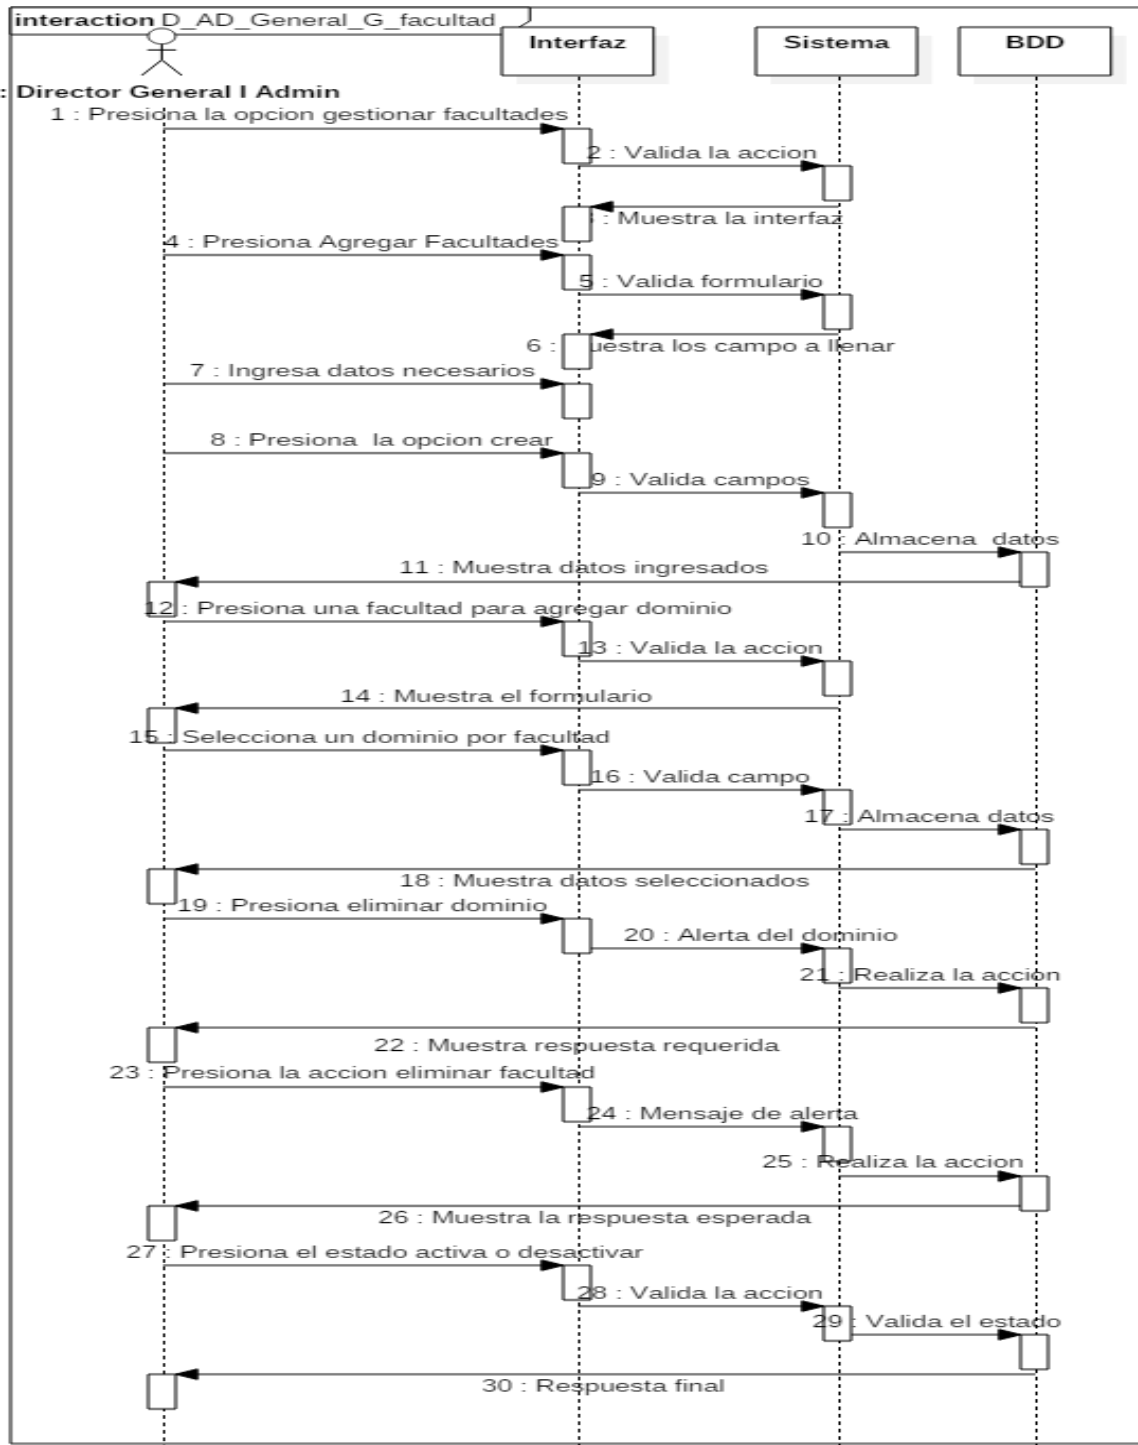 interaction D_AD_General_G_facultad
Interfaz
Sistema
BDD
: Director General I Admin
1 : Presiona la opcion gestionar facultades
2 : Valida la accion
: Muestra la interfaz
4 : Presiona Agregar Facultades
5 : Valida formulario
6 : uestra los campo a llenar
7 : Ingresa datos necesarios
8 : Presiona la opcion crear
9 : Valida campos
10 : Almacena datos
11 : Muestra datos ingresados
12 : Presiona una facultad para agregar dominio
13 : Valida la accion
14 : Muestra el formulario
15 : Selecciona un dominio por facultad
16 : Valida campo
17 : Almacena datos
18 : Muestra datos seleccionados
19 : Presiona eliminar dominio
20 : Alerta del dominio
21 : Realiza la accion
22 : Muestra respuesta requerida
23 : Presiona la accion eliminar facultad
24 : Mensaje de alerta
25 : Realiza la accion
26 : Muestra la respuesta esperada
27 : Presiona el estado activa o desactivar
28 : Valida la accion
29 : Valida el estado
30 : Respuesta final